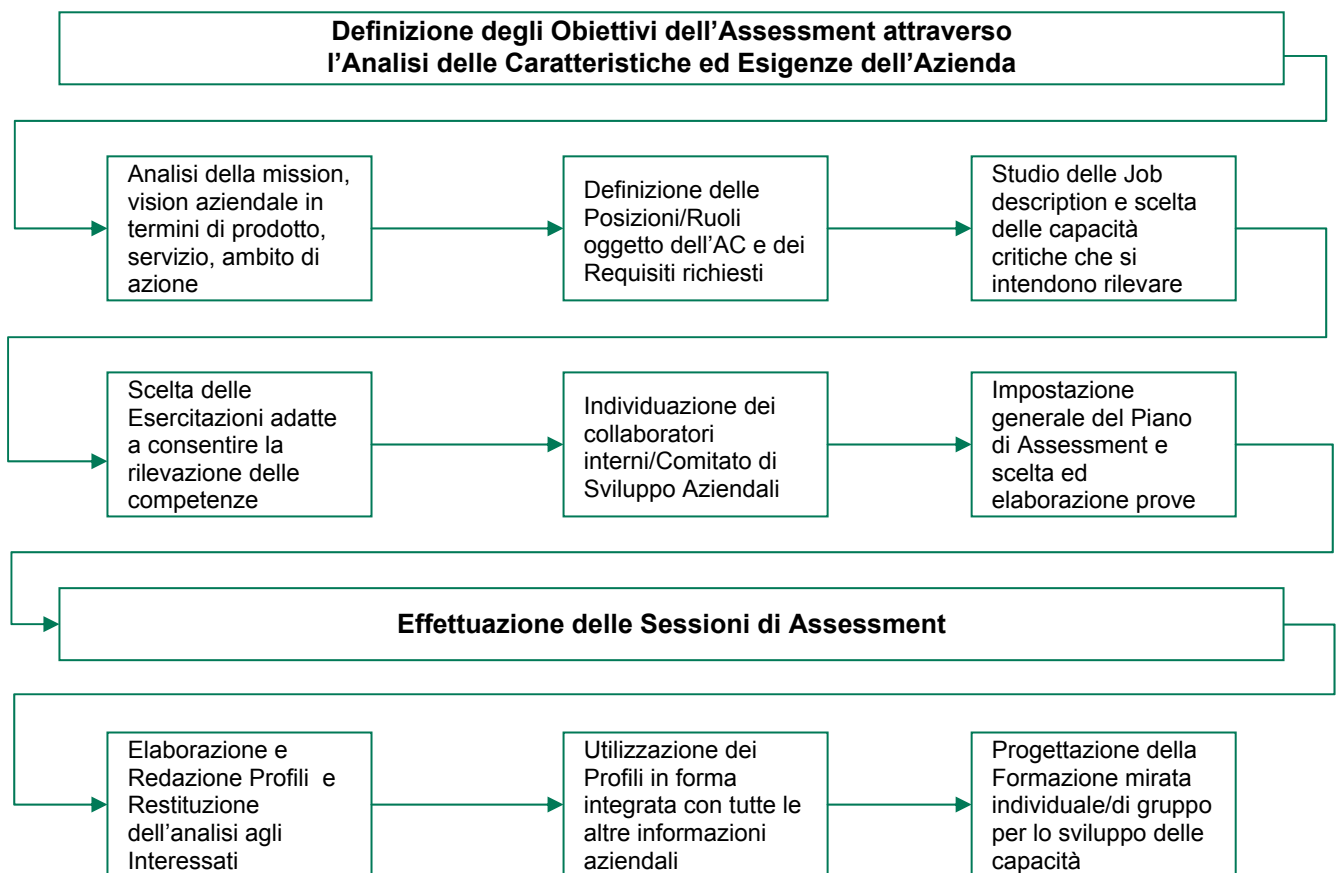 Definizione degli Obiettivi dell’Assessment attraverso
l’Analisi delle Caratteristiche ed Esigenze dell’Azienda
Analisi della mission,
vision aziendale in
termini di prodotto,
servizio, ambito di
azione
Definizione delle
Posizioni/Ruoli
oggetto dell’AC e dei
Requisiti richiesti
Studio delle Job
description e scelta
delle capacità
critiche che si
intendono rilevare
Scelta delle
Esercitazioni adatte
a consentire la
rilevazione delle
competenze
Individuazione dei
collaboratori
interni/Comitato di
Sviluppo Aziendali
Impostazione
generale del Piano
di Assessment e
scelta ed
elaborazione prove
Effettuazione delle Sessioni di Assessment
Elaborazione e
Redazione Profili e
Restituzione
dell’analisi agli
Interessati
Utilizzazione dei
Profili in forma
integrata con tutte le
altre informazioni
aziendali
Progettazione della
Formazione mirata
individuale/di gruppo
per lo sviluppo delle
capacità